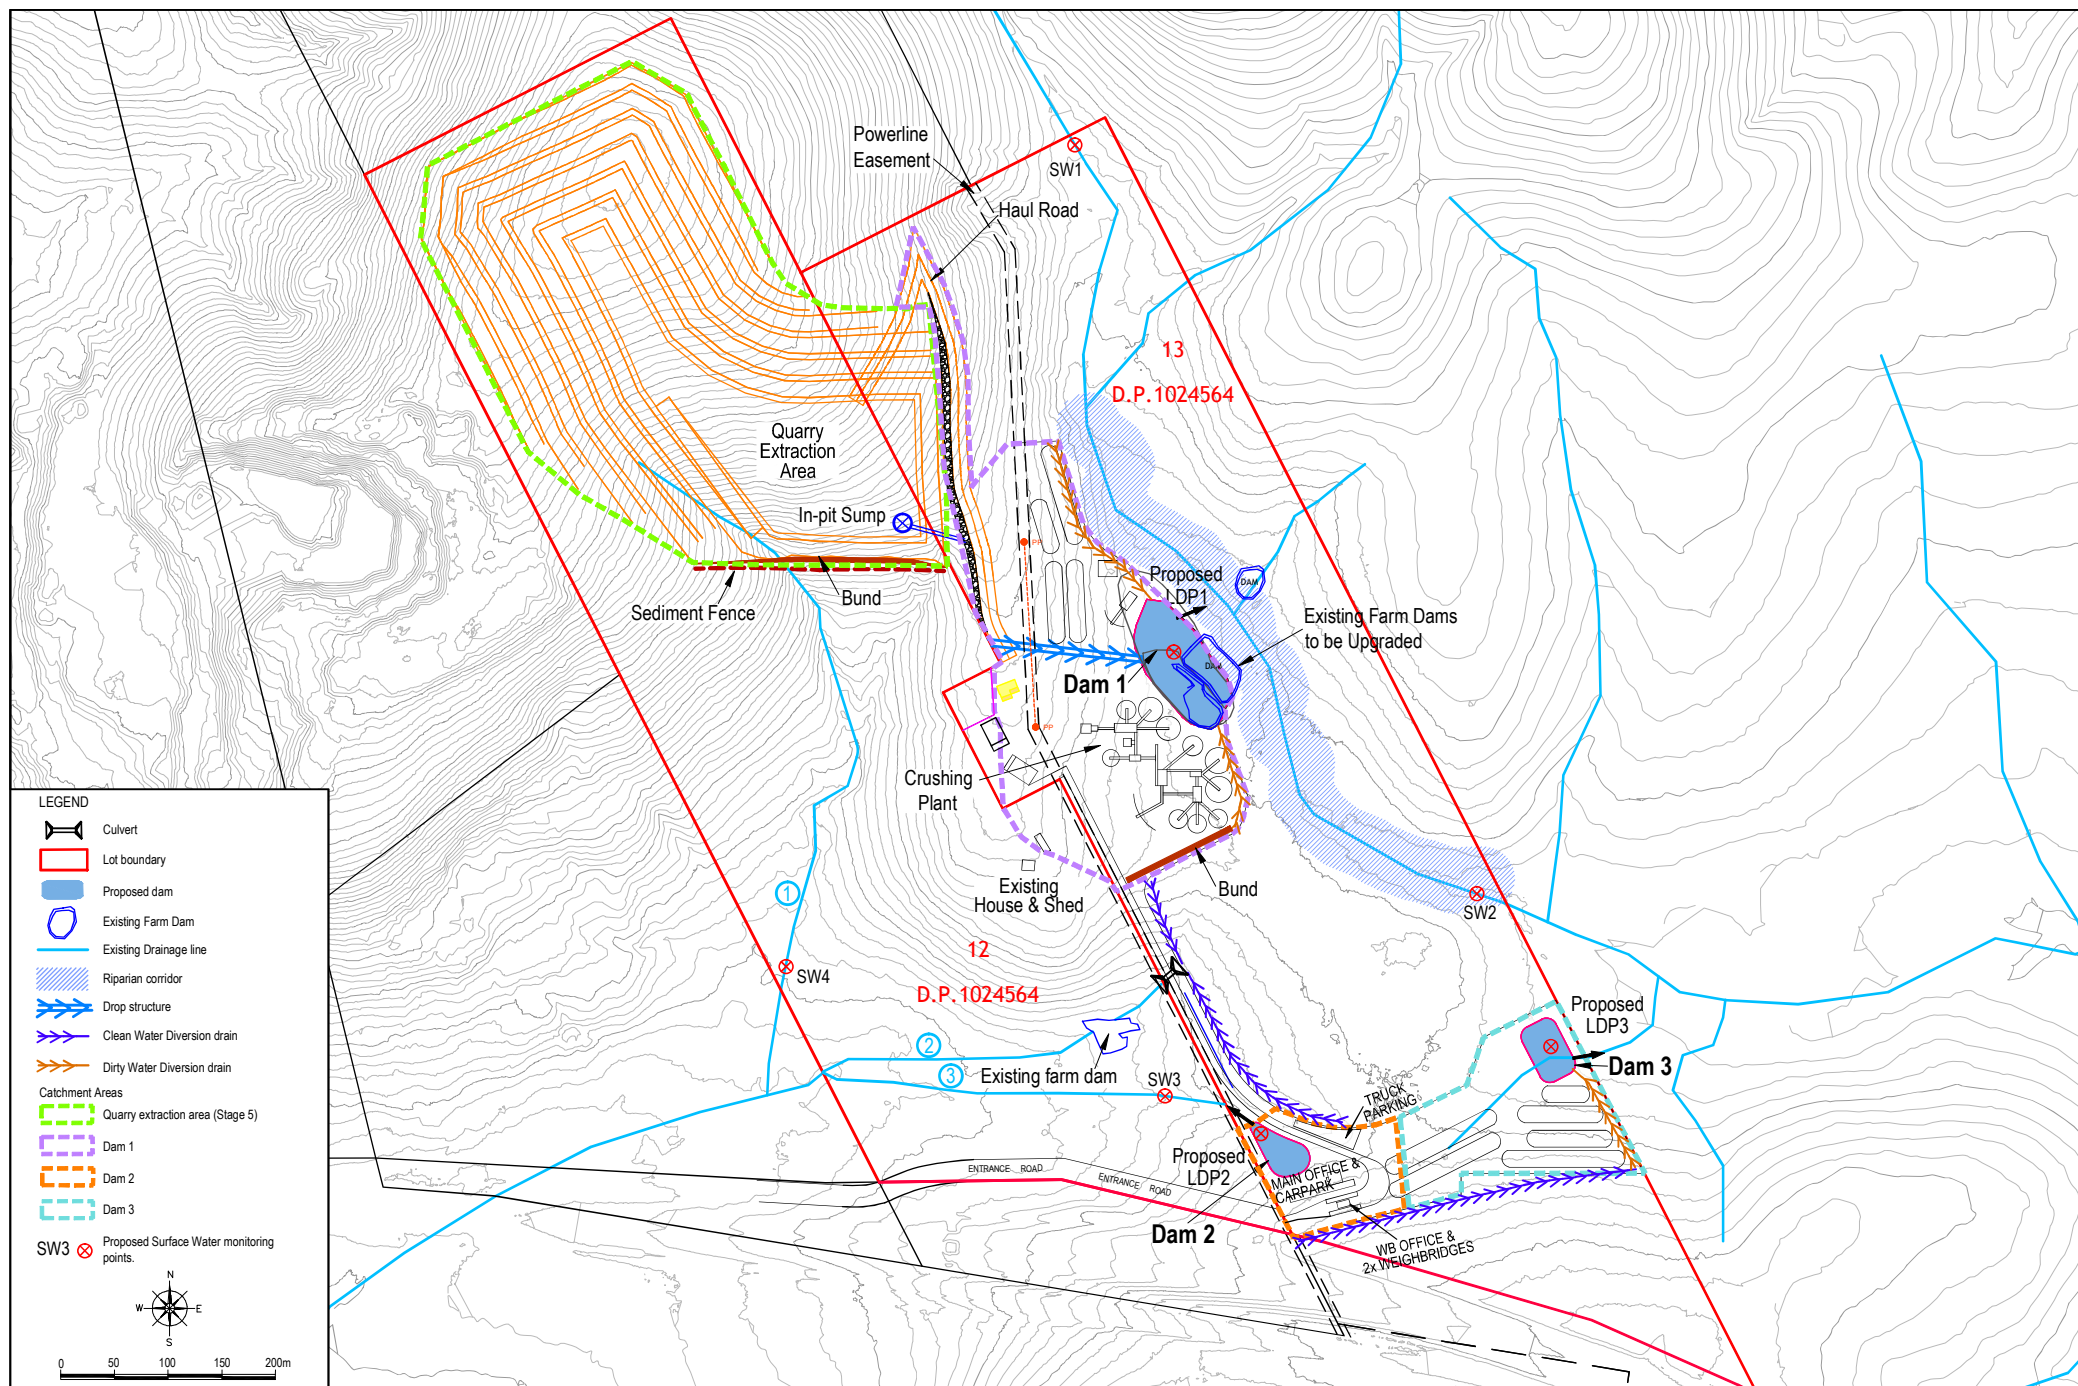 Powerline
Easement
SW1
Haul Road
13
D.P.1024564
Quarry
Extraction
Area
In-pit Sump
PP
Proposed
LDP1
DAM
Sediment Fence
Bund
Existing Farm Dams
to be Upgraded
DAM
Dam 1
PP
Crushing
Plant
Existing
House & Shed
Bund
SW2
1
SW4
12
D.P.1024564
Proposed
LDP3
Dam 3
2
3
Existing farm dam
SW3
TRUCK
PARKING
Proposed
LDP2
MAIN OFFICE &
CARPARK
ENTRANCE ROAD
ENTRANCE ROAD
Dam 2
WB OFFICE &
2x WEIGHBRIDGES
LEGEND
Culvert
Lot boundary
Proposed dam
Existing Farm Dam
Existing Drainage line
Riparian corridor
Drop structure
Clean Water Diversion drain
Dirty Water Diversion drain
Catchment Areas
Quarry extraction area (Stage 5)
Dam 1
Dam 2
Dam 3
SW3 Proposed Surface Water monitoring
points.
N
W E
S
0 50 100 150 200m